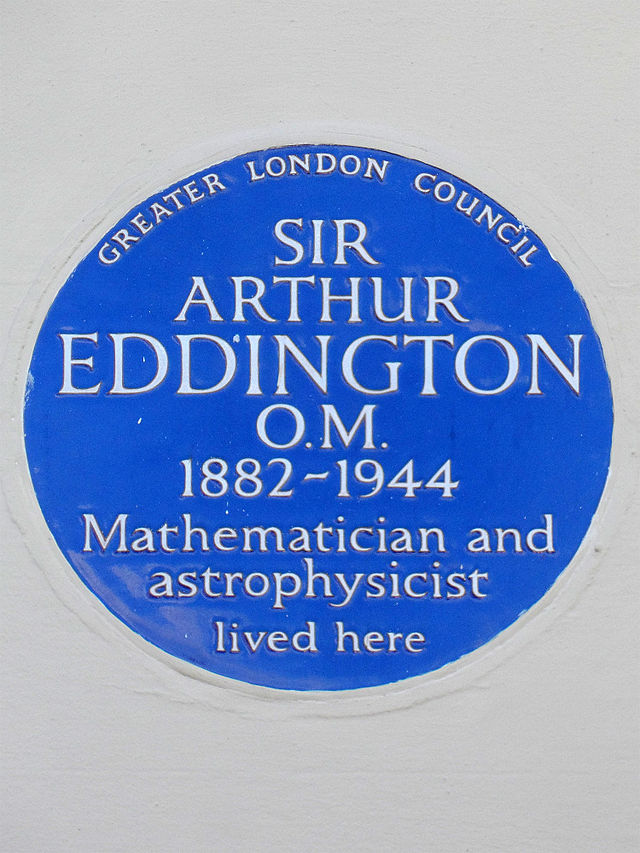 GREATER LONDON COUNCIL
SIR
ARTHUR
EDDINGTON
O.M.
1882~1944
Mathematician and
astrophysicist
lived here